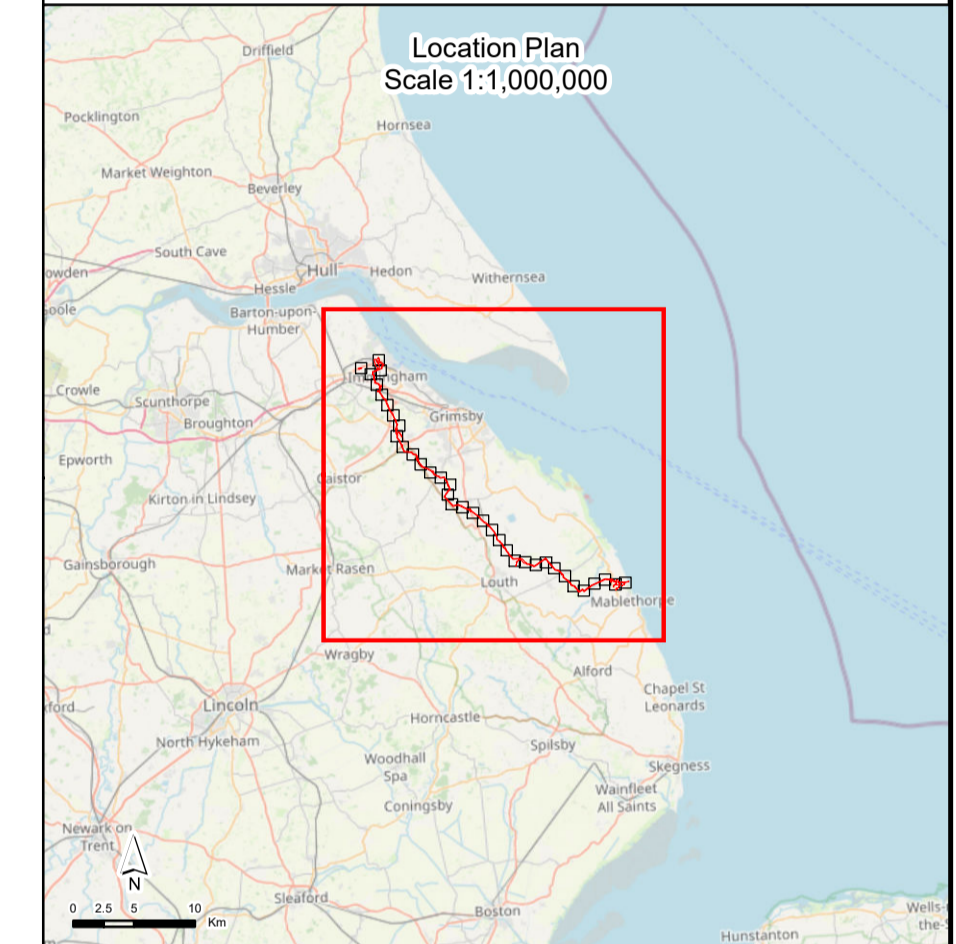 Location Plan
Scale 1:1,000,000
Driffield
Pocklington
Hornsea
Market Weighton
Beverley
South Cave
Hull
Hedon
Withernsea
owden
Hessle
oole
Barton-upon-
Humber
Immingham
Crowle
Scunthorpe
Broughton
Grimsby
Epworth
Caistor
Kirton in Lindsey
Gainsborough
Market Rasen
Louth
Mablethorpe
Wragby
Alford
Chapel St
Leonards
xford
Lincoln
Horncastle
North Hykeham
Spilsby
Woodhall
Spa
Skegness
Coningsby
Wainfleet
All Saints
Newark on
Trent
N
0 2.5 5 10
Km
Sleaford
Boston
Wells-
the-
Hunstanton